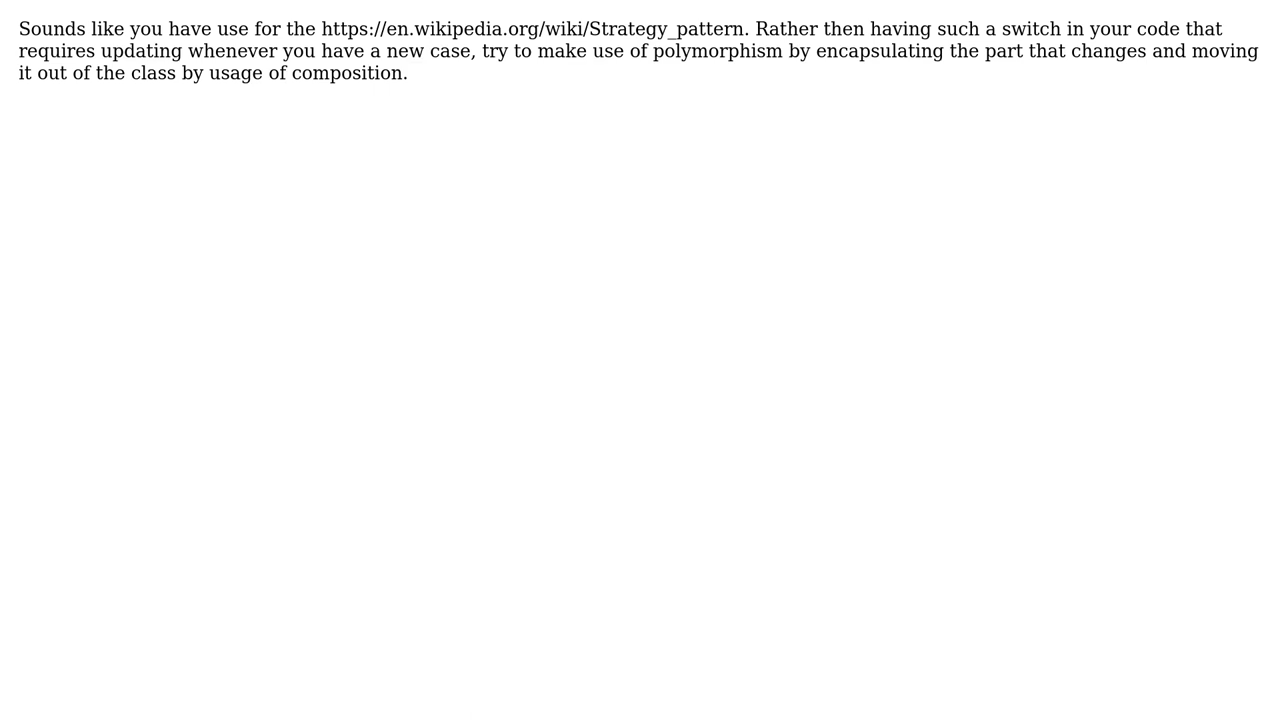 Sounds like you have use for the https://en.wikipedia.org/wiki/Strategy_pattern. Rather then having such a switch in your code that
requires updating whenever you have a new case, try to make use of polymorphism by encapsulating the part that changes and moving
it out of the class by usage of composition.